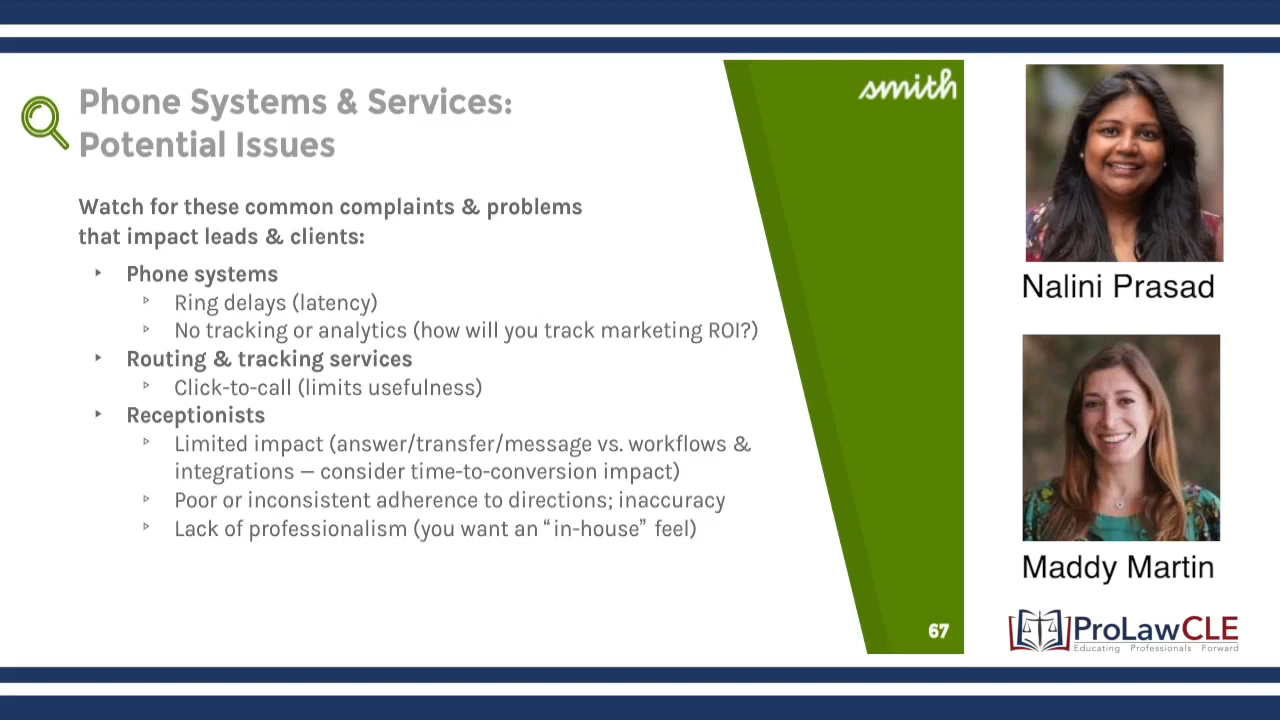 Phone Systems & Services:
Potential Issues
Watch for these common complaints & problems
that impact leads & clients:
‣ Phone systems
▹ Ring delays (latency)
▹ No tracking or analytics (how will you track marketing ROI?)
‣ Routing & tracking services
▹ Click-to-call (limits usefulness)
‣ Receptionists
▹ Limited impact (answer/transfer/message vs. workflows &
integrations — consider time-to-conversion impact)
▹ Poor or inconsistent adherence to directions; inaccuracy
▹ Lack of professionalism (you want an “in-house” feel)
smith
67
Nalini Prasad
Maddy Martin
ProLawCLE
Educating Professionals Forward